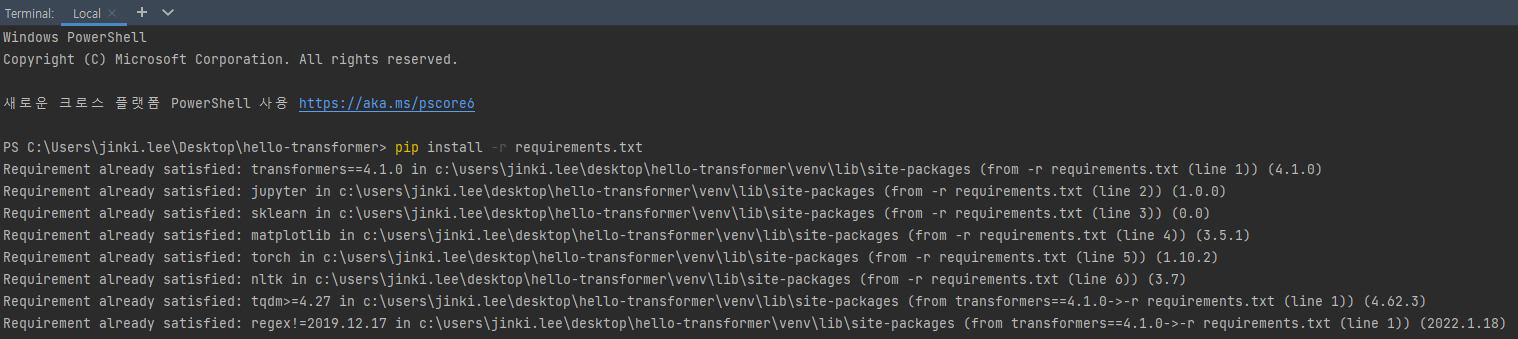 Terminal: Local
Windows PowerShell
Copyright (C) Microsoft Corporation. All rights reserved.
새로운 크로스 플랫폼 PowerShell 사용 https://aka.ms/pscore6
PS C:\Users\jinki.lee\Desktop\hello-transformer> pip install -r requirements.txt
Requirement already satisfied: transformers==4.1.0 in c:\users\jinki.lee\desktop\hello-transformer\venv\lib\site-packages (from -r requirements.txt (line 1)) (4.1.0)
Requirement already satisfied: jupyter in c:\users\jinki.lee\desktop\hello-transformer\venv\lib\site-packages (from -r requirements.txt (line 2)) (1.0.0)
Requirement already satisfied: sklearn in c:\users\jinki.lee\desktop\hello-transformer\venv\lib\site-packages (from -r requirements.txt (line 3)) (0.0)
Requirement already satisfied: matplotlib in c:\users\jinki.lee\desktop\hello-transformer\venv\lib\site-packages (from -r requirements.txt (line 4)) (3.5.1)
Requirement already satisfied: torch in c:\users\jinki.lee\desktop\hello-transformer\venv\lib\site-packages (from -r requirements.txt (line 5)) (1.10.2)
Requirement already satisfied: nltk in c:\users\jinki.lee\desktop\hello-transformer\venv\lib\site-packages (from -r requirements.txt (line 6)) (3.7)
Requirement already satisfied: tqdm>=4.27 in c:\users\jinki.lee\desktop\hello-transformer\venv\lib\site-packages (from transformers==4.1.0->-r requirements.txt (line 1)) (4.62.3)
Requirement already satisfied: regex!=2019.12.17 in c:\users\jinki.lee\desktop\hello-transformer\venv\lib\site-packages (from transformers==4.1.0->-r requirements.txt (line 1)) (2022.1.18)